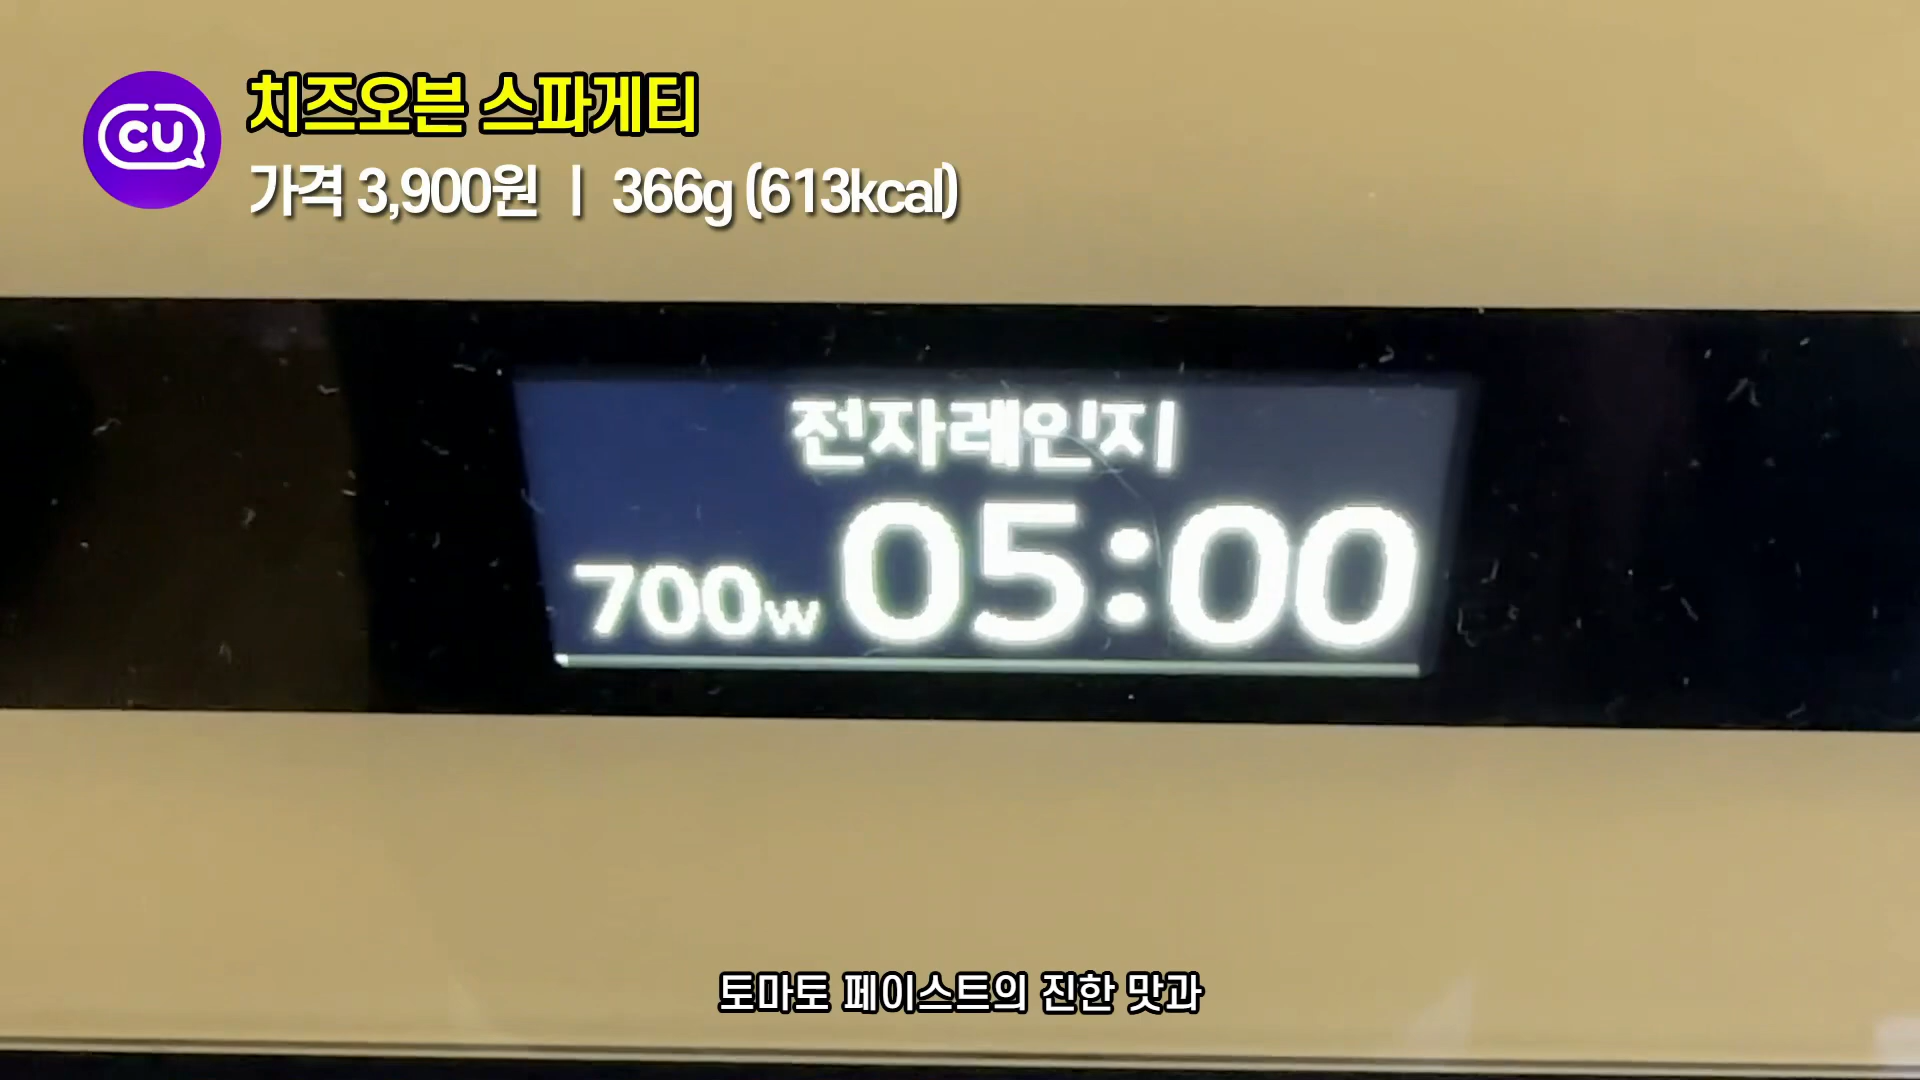 CU
치즈오븐 스파게티
가격 3,900원 | 366g (613kcal)
전자레인지
700w 05:00
토마토 페이스트의 진한 맛과